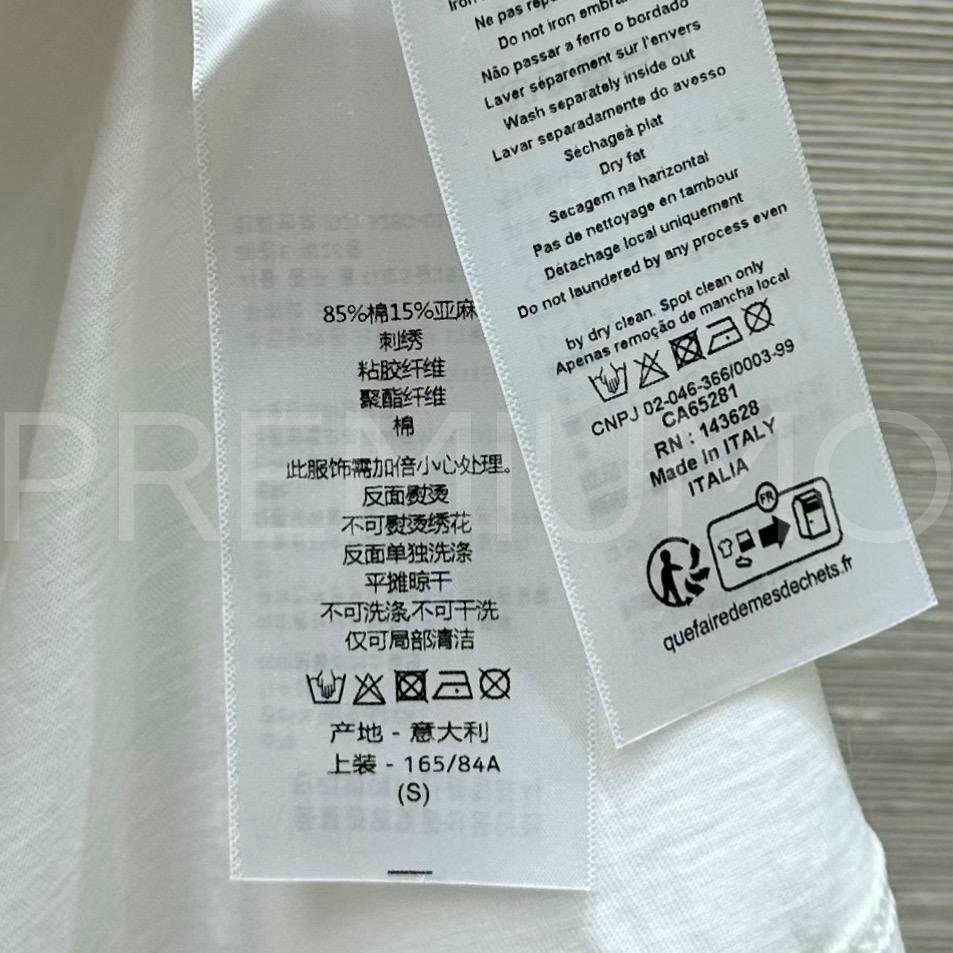 Ne pas
Do not iron
Não passar a ferro o bordado
Laver séparement sur l'envers
Wash separately inside out
Lavar separadamente do avesso
Séchageà plat
Dry fat
Secagem na harizontal
Pas de nettoyage en tambour
Détachage local uniquement
Do not laundered by any process even
by dry clean. Spot clean only
Apenas remoção de mancha local
CNPJ 02-046-366/0003-99
CA65281
RN : 143628
Made In ITALY
ITALIA
FR
quefairedemesdechets.fr
85%棉15%亚麻
刺绣
粘胶纤维
聚酯纤维
棉
此服饰需加倍小心处理。
反面熨烫
不可熨烫绣花
反面单独洗涤
平摊晾干
不可洗涤,不可干洗
仅可局部清洁
产地 - 意大利
上装 - 165/84A
(S)
PREMIUMO